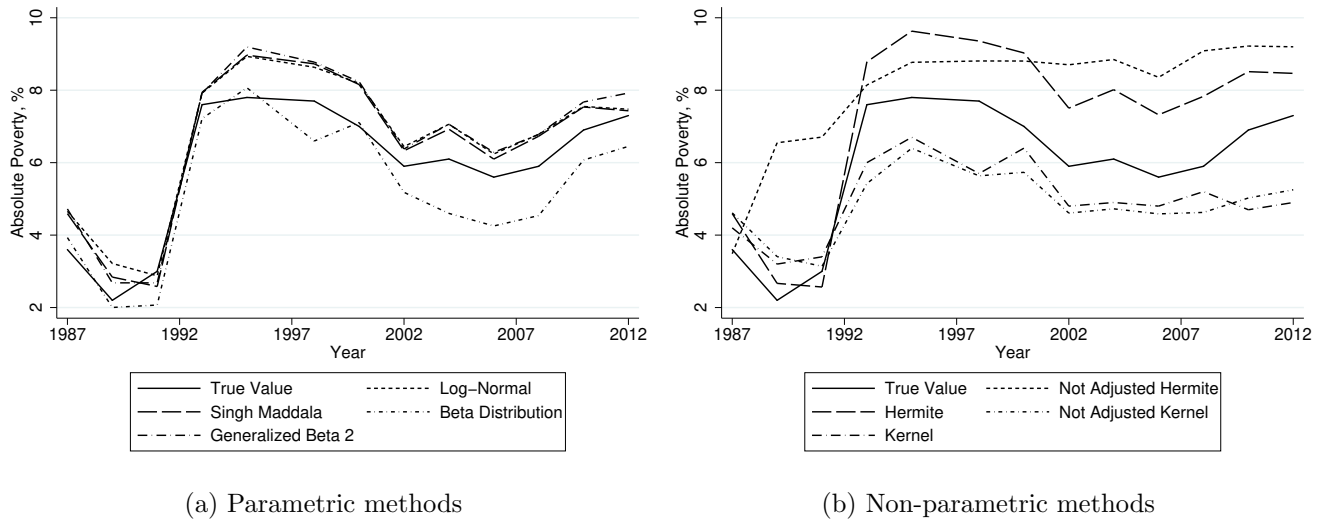 10
8
6
4
2
Absolute Poverty, %
1987 1992 1997 2002 2007 2012
Year
True Value Log−Normal
Singh Maddala Beta Distribution
Generalized Beta 2
(a) Parametric methods
10
8
6
4
2
Absolute Poverty, %
1987 1992 1997 2002 2007 2012
Year
True Value Not Adjusted Hermite
Hermite Not Adjusted Kernel
Kernel
(b) Non-parametric methods